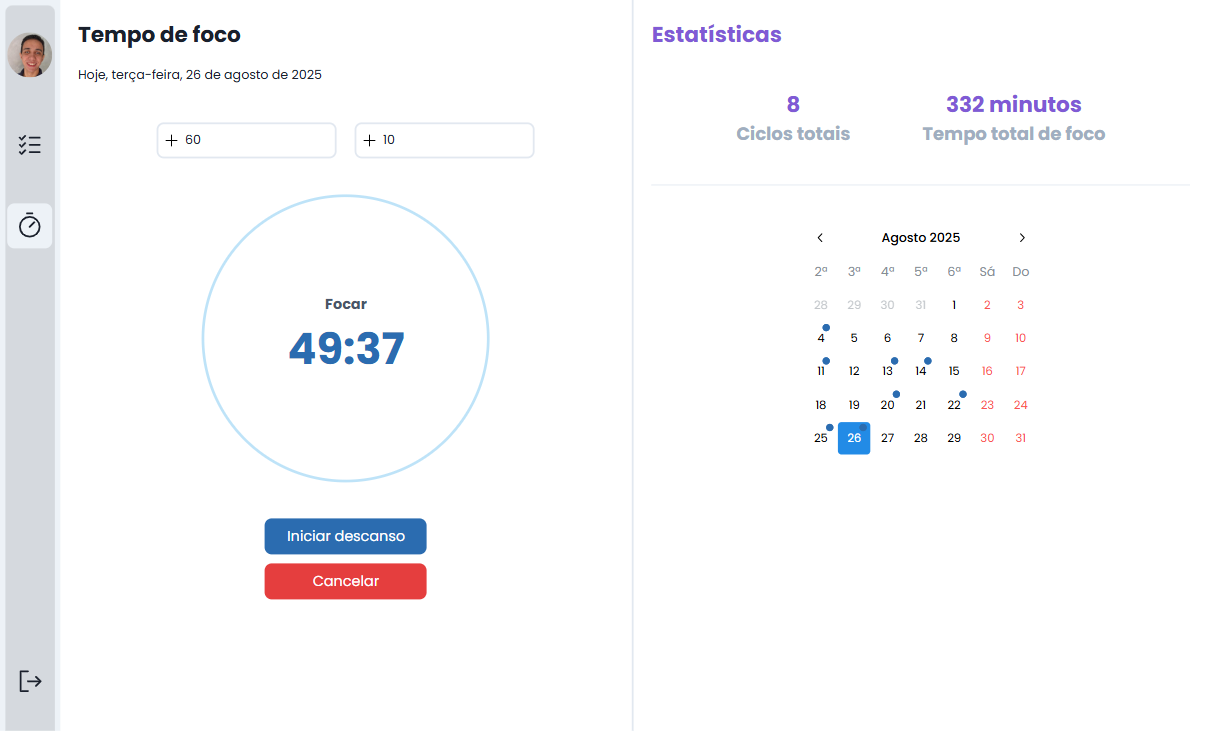 Tempo de foco
Hoje, terça-feira, 26 de agosto de 2025
60 10
Focar
49:37
Iniciar descanso
Cancelar
Estatísticas
8 332 minutos
Ciclos totais Tempo total de foco
Agosto 2025
2ª 3ª 4ª 5ª 6ª Sá Do
28 29 30 31 1 2 3
4 5 6 7 8 9 10
11 12 13 14 15 16 17
18 19 20 21 22 23 24
25 26 27 28 29 30 31